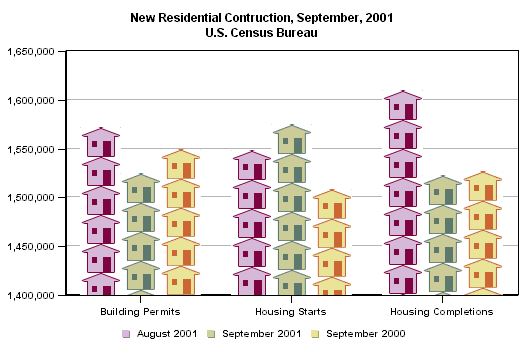 New Residential Contruction, September, 2001
U.S. Census Bureau
1,650,000
1,600,000
1,550,000
1,500,000
1,450,000
1,400,000
Building Permits Housing Starts Housing Completions
August 2001 September 2001 September 2000